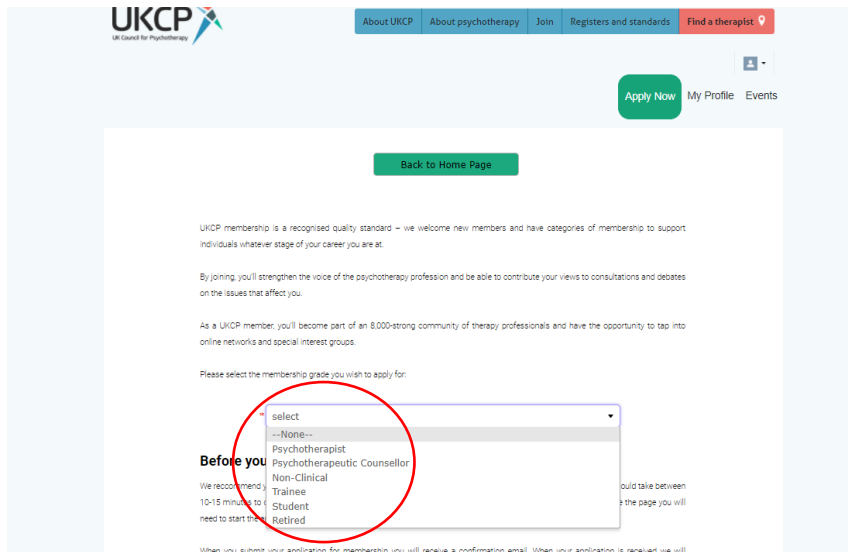 UKCP
UK Council for Psychotherapy
About UKCP About psychotherapy Join Registers and standards Find a therapist
Apply Now My Profile Events
Back to Home Page
UKCP membership is a recognised quality standard – we welcome new members and have categories of membership to support
individuals whatever stage of your career you are at.
By joining, you'll strengthen the voice of the psychotherapy profession and be able to contribute your views to consultations and debates
on the issues that affect you.
As a UKCP member, you'll become part of an 8,000-strong community of therapy professionals and have the opportunity to tap into
online networks and special interest groups.
Please select the membership grade you wish to apply for:
* select
--None--
Psychotherapist
Psychotherapeutic Counsellor
Non-Clinical
Trainee
Student
Retired
Before you
We reccommend ould take between
10-15 minutes to e the page you will
need to start the
When you submit your application for membership you will receive a confirmation email. When your application is received we will